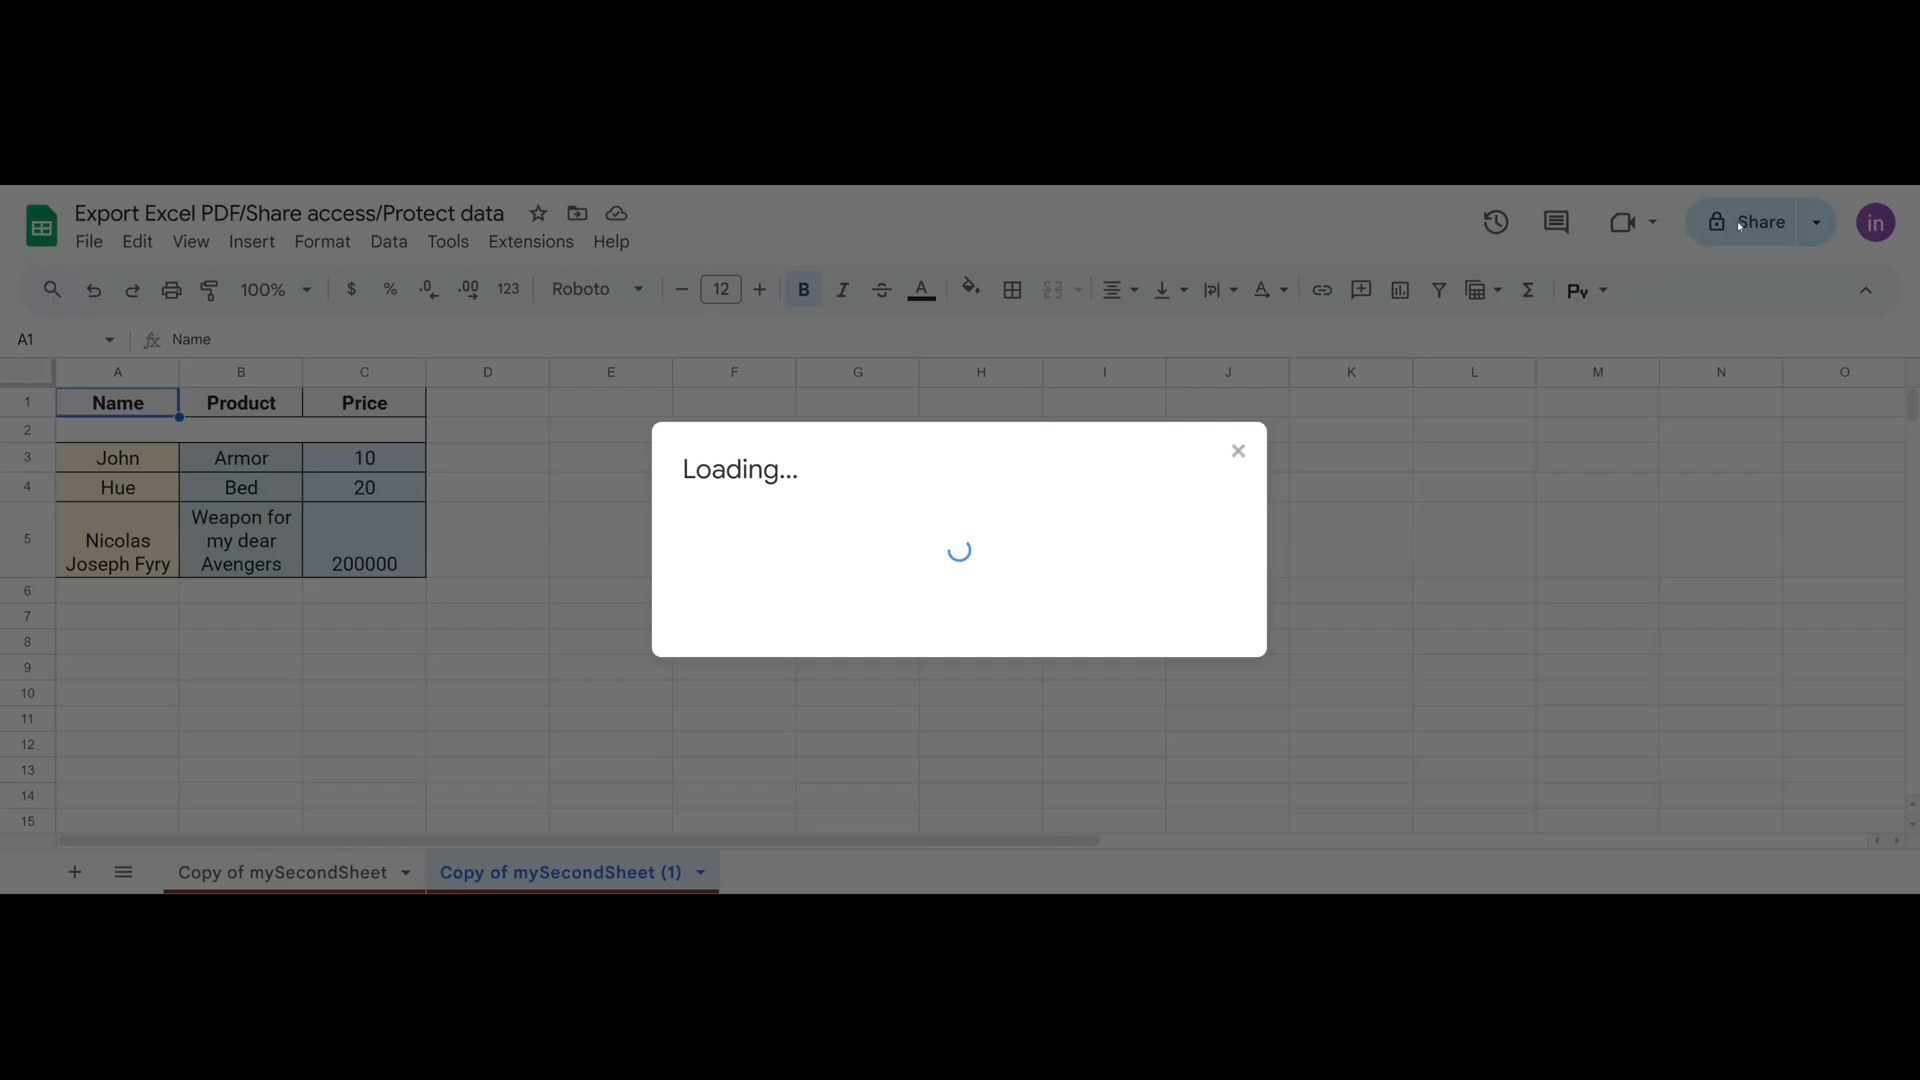 Export Excel PDF/Share access/Protect data
File Edit View Insert Format Data Tools Extensions Help
Share
in
100% $ % .0 .00 123 Roboto 12 B I A Σ Py
A1 fx Name
A B C D E F G H I J K L M N O
1 Name Product Price
2
3 John Armor 10
4 Hue Bed 20
5 Nicolas Joseph Fyry Weapon for my dear Avengers 200000
6
7
8
9
10
11
12
13
14
15
Loading...
Copy of mySecondSheet Copy of mySecondSheet (1)